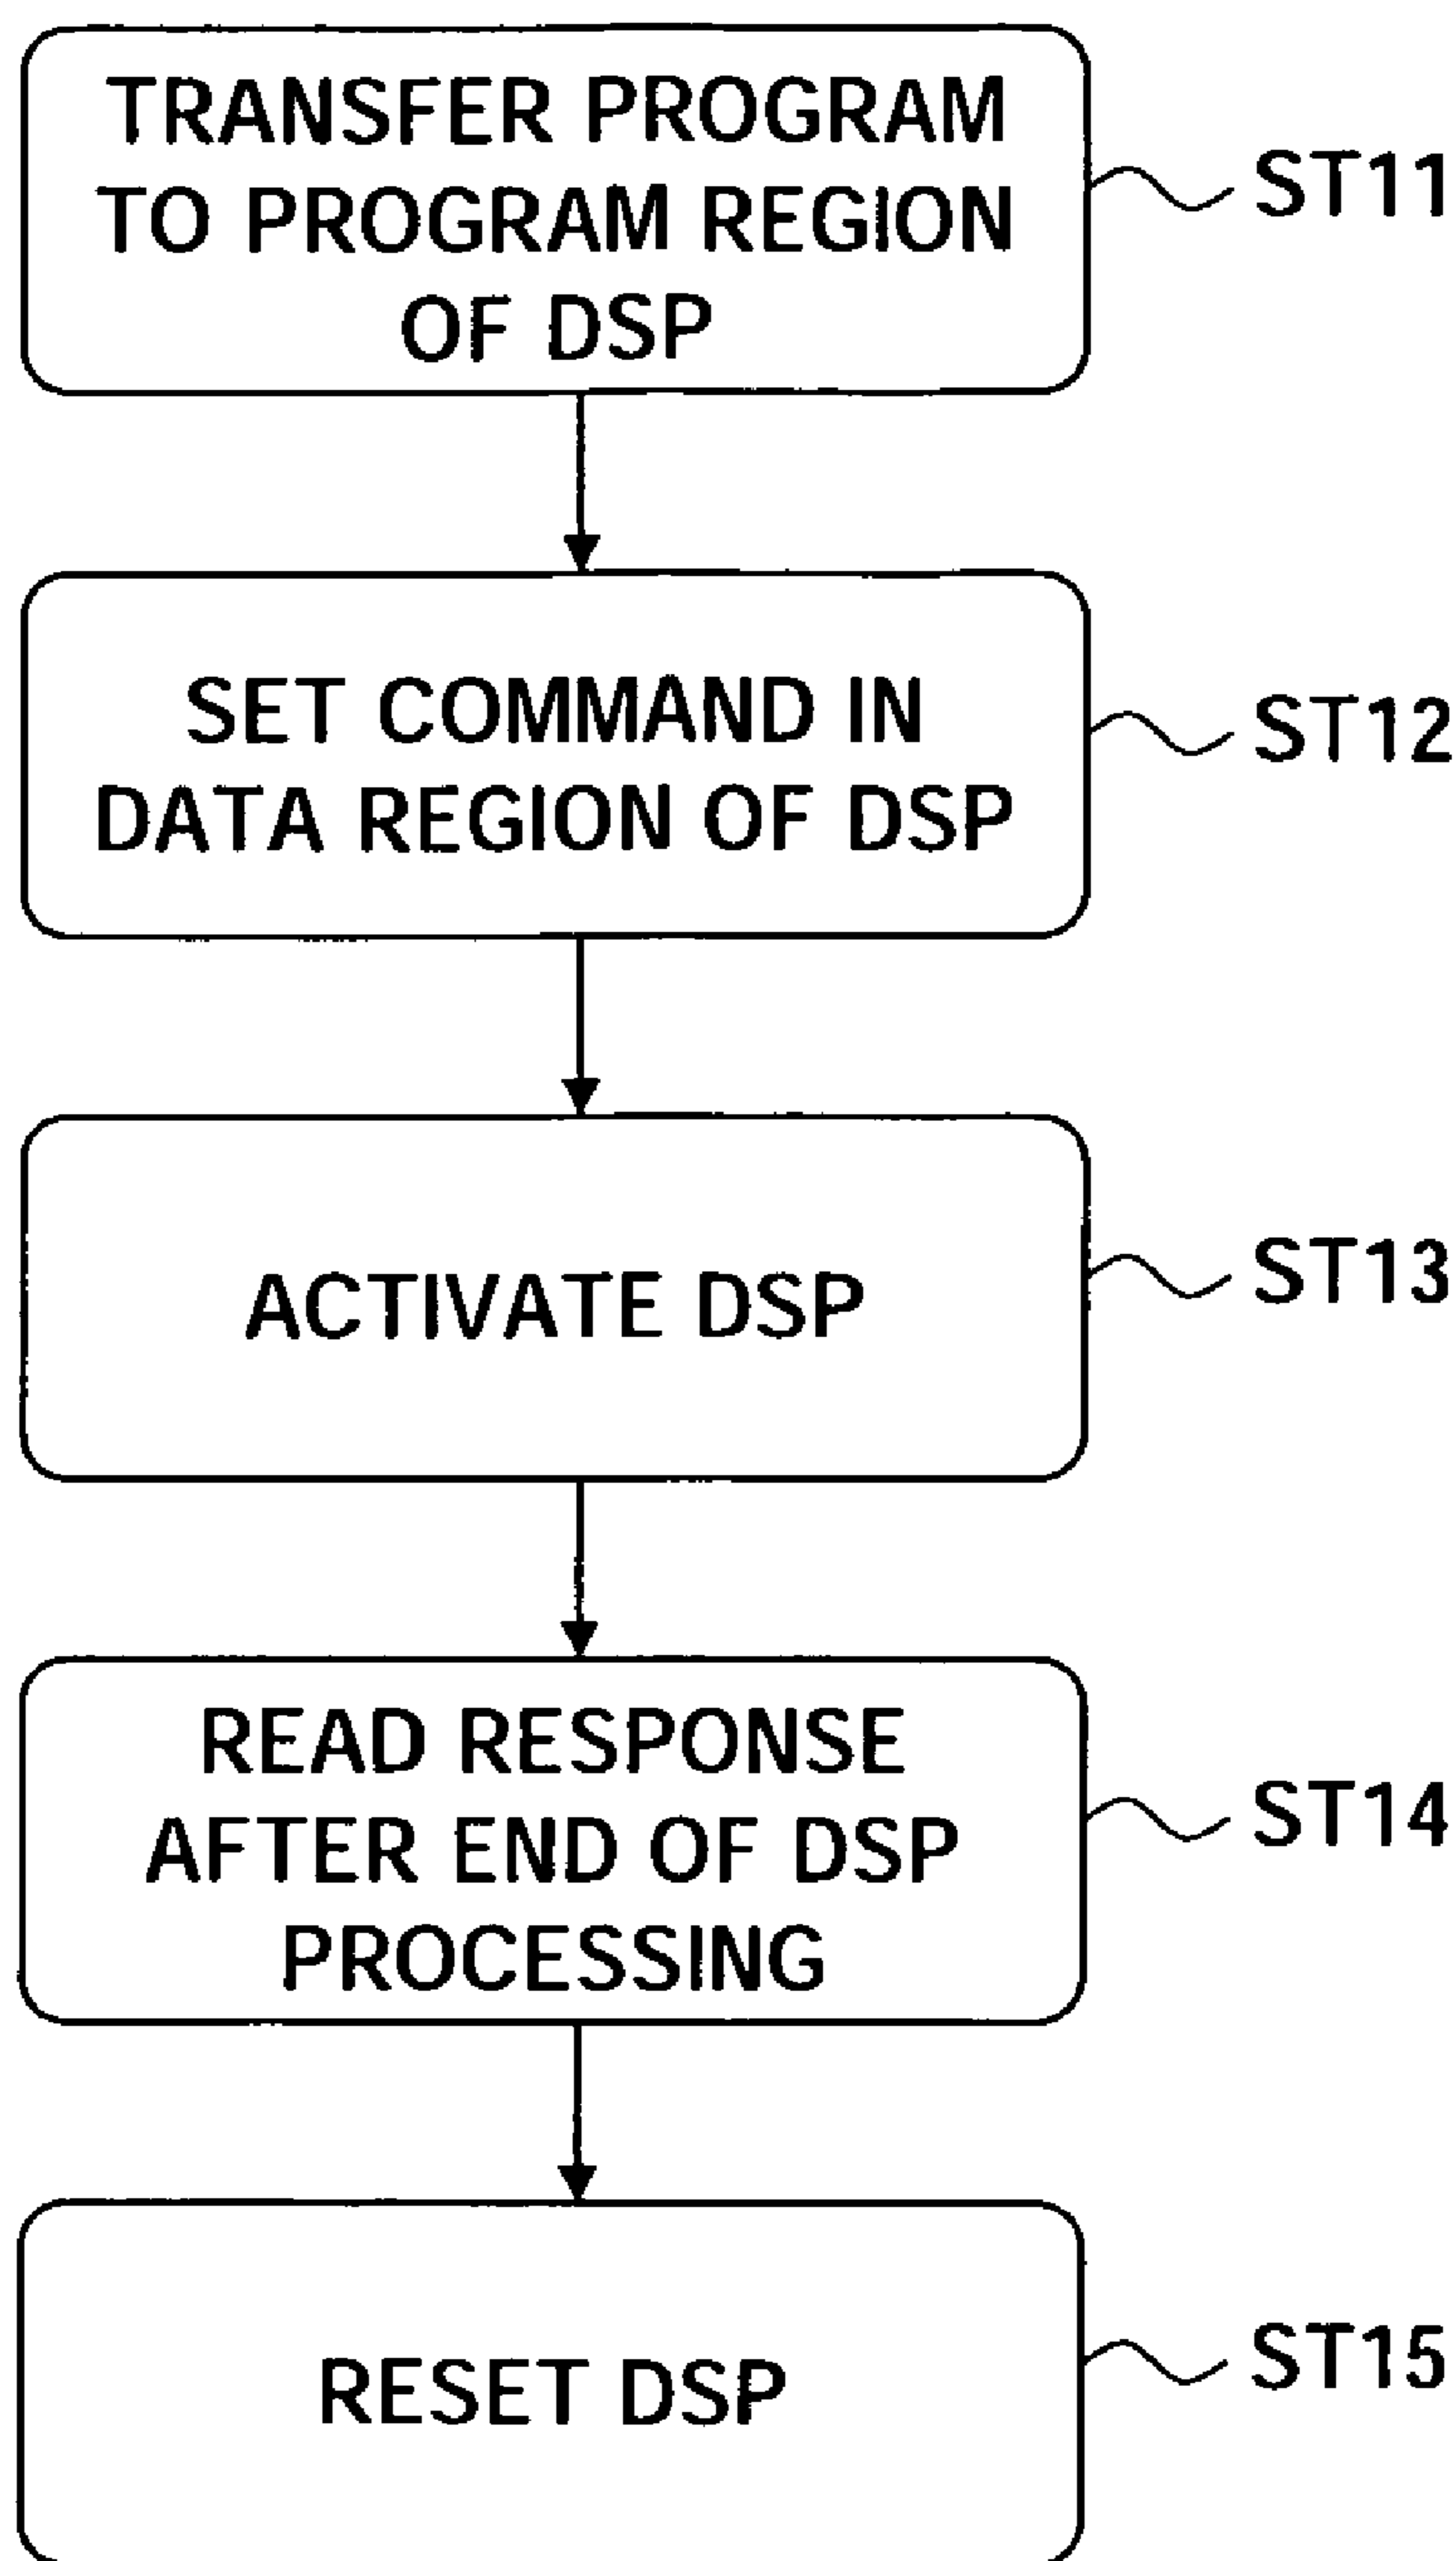 TRANSFER PROGRAM
TO PROGRAM REGION
OF DSP
ST11
SET COMMAND IN
DATA REGION OF DSP
ST12
ACTIVATE DSP
ST13
READ RESPONSE
AFTER END OF DSP
PROCESSING
ST14
RESET DSP
ST15